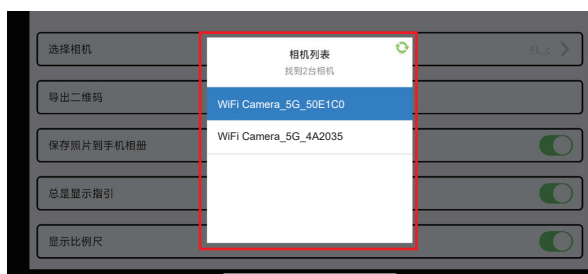 选择相机
FL_c
导出二维码
保存照片到手机相册
总是显示指引
显示比例尺
相机列表
找到2台相机
WiFi Camera_5G_50E1C0
WiFi Camera_5G_4A2035